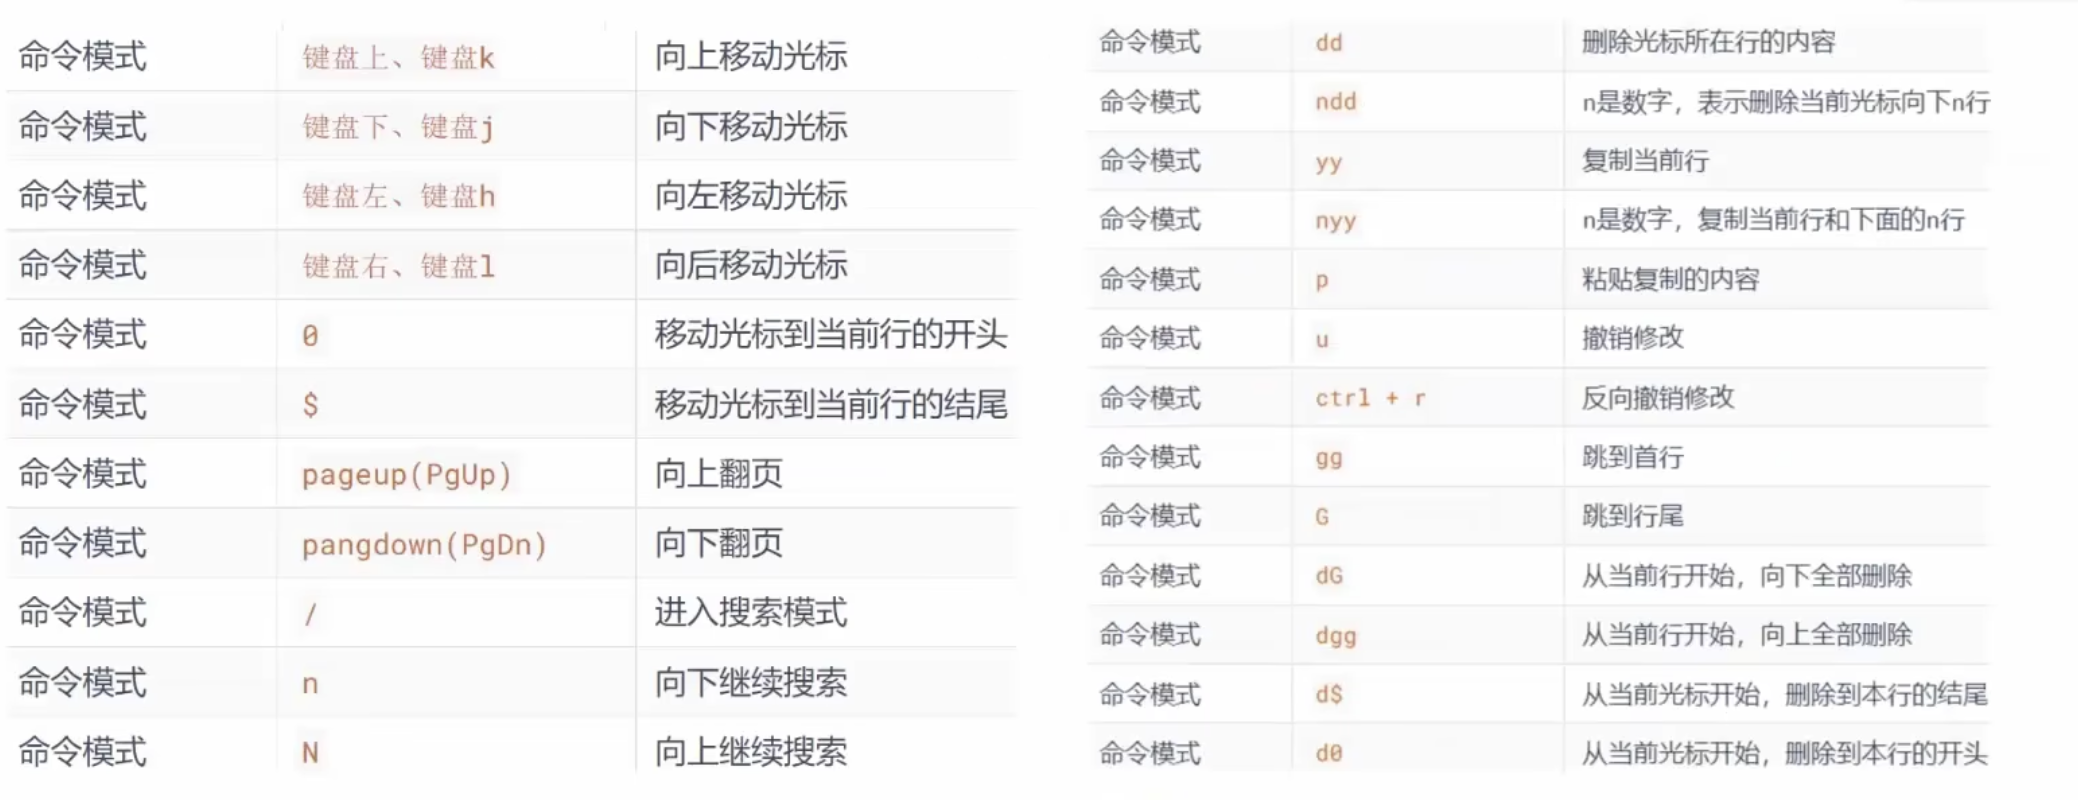 命令模式 键盘上、键盘k 向上移动光标
命令模式 键盘下、键盘j 向下移动光标
命令模式 键盘左、键盘h 向左移动光标
命令模式 键盘右、键盘l 向后移动光标
命令模式 0 移动光标到当前行的开头
命令模式 $ 移动光标到当前行的结尾
命令模式 pageup(PgUp) 向上翻页
命令模式 pangdown(PgDn) 向下翻页
命令模式 / 进入搜索模式
命令模式 n 向下继续搜索
命令模式 N 向上继续搜索
命令模式 dd 删除光标所在行的内容
命令模式 ndd n是数字，表示删除当前光标向下n行
命令模式 yy 复制当前行
命令模式 nyy n是数字，复制当前行和下面的n行
命令模式 p 粘贴复制的内容
命令模式 u 撤销修改
命令模式 ctrl + r 反向撤销修改
命令模式 gg 跳到首行
命令模式 G 跳到行尾
命令模式 dG 从当前行开始，向下全部删除
命令模式 dgg 从当前行开始，向上全部删除
命令模式 d$ 从当前光标开始，删除到本行的结尾
命令模式 d0 从当前光标开始，删除到本行的开头